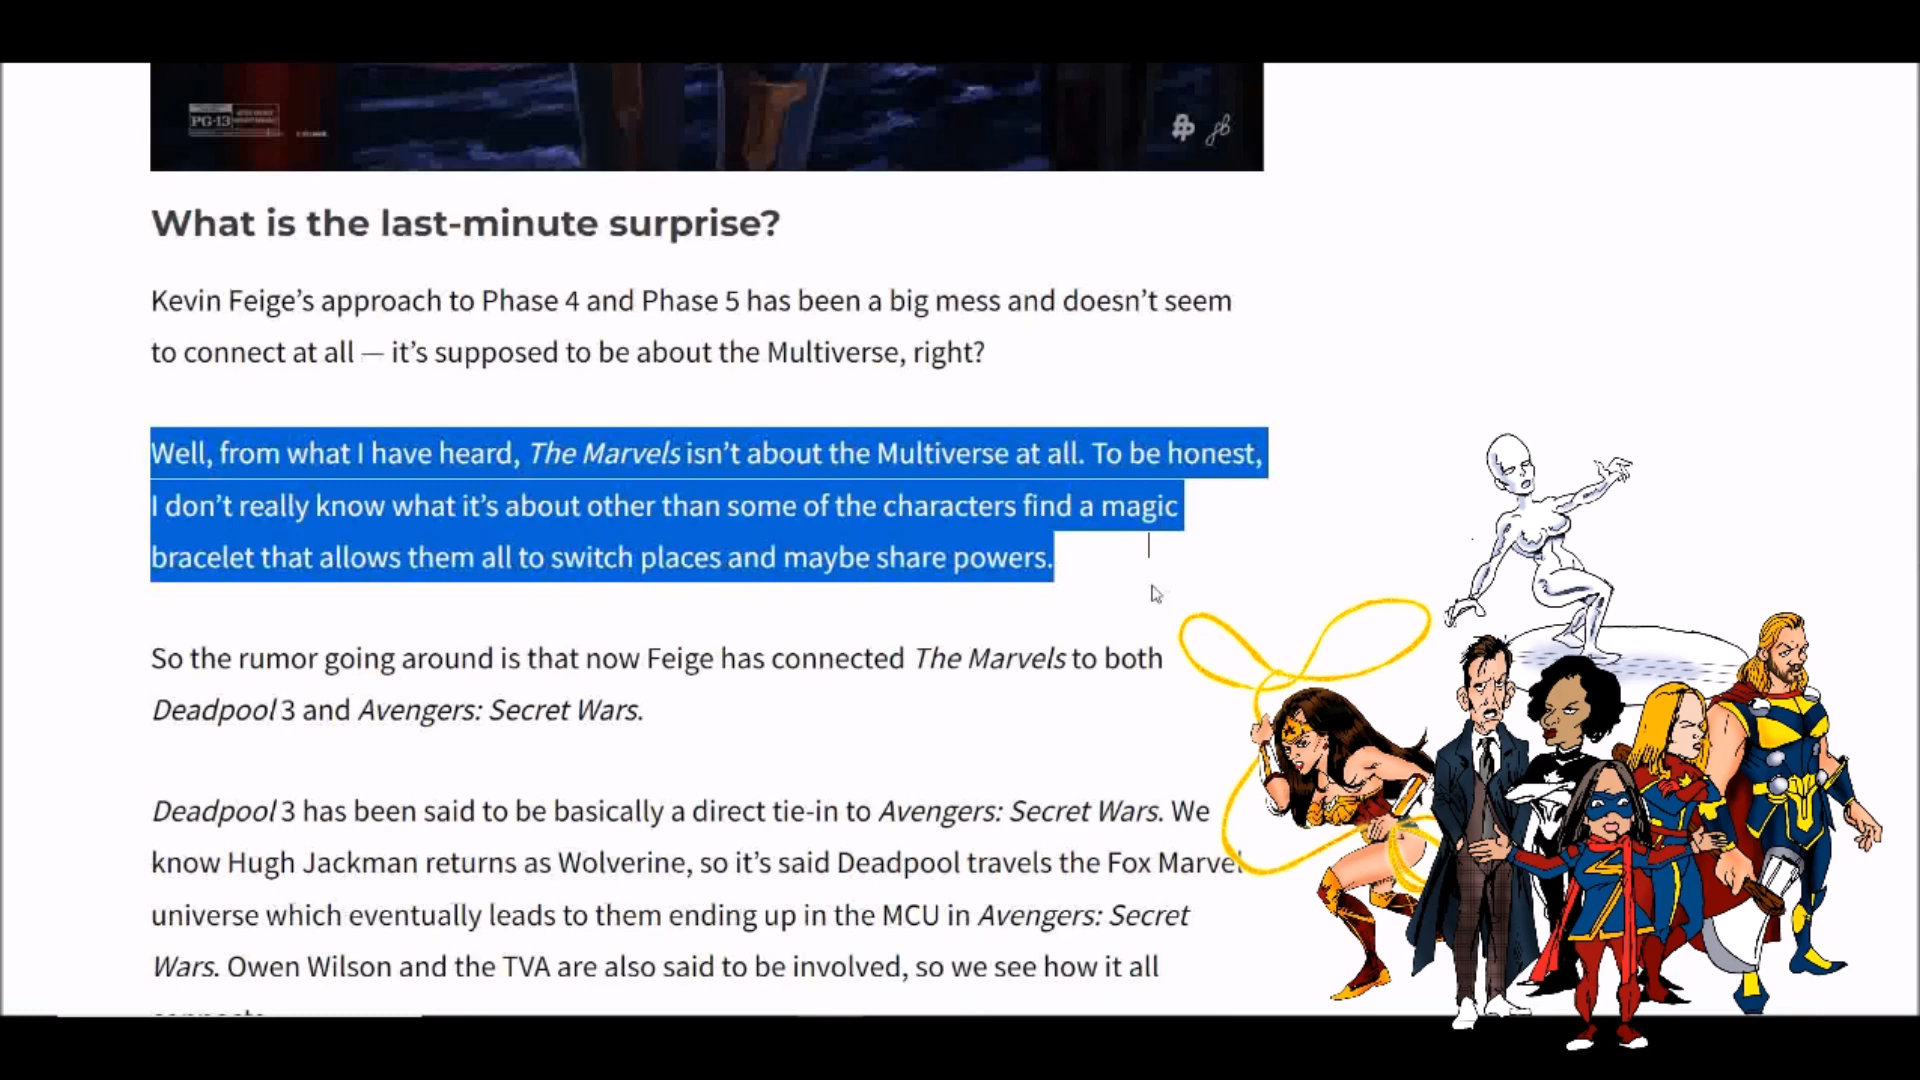 PG-13
What is the last-minute surprise?
Kevin Feige’s approach to Phase 4 and Phase 5 has been a big mess and doesn’t seem
to connect at all — it’s supposed to be about the Multiverse, right?
Well, from what I have heard, The Marvels isn’t about the Multiverse at all. To be honest,
I don’t really know what it’s about other than some of the characters find a magic
bracelet that allows them all to switch places and maybe share powers.
So the rumor going around is that now Feige has connected The Marvels to both
Deadpool 3 and Avengers: Secret Wars.
Deadpool 3 has been said to be basically a direct tie-in to Avengers: Secret Wars. We
know Hugh Jackman returns as Wolverine, so it’s said Deadpool travels the Fox Marvel
universe which eventually leads to them ending up in the MCU in Avengers: Secret
Wars. Owen Wilson and the TVA are also said to be involved, so we see how it all